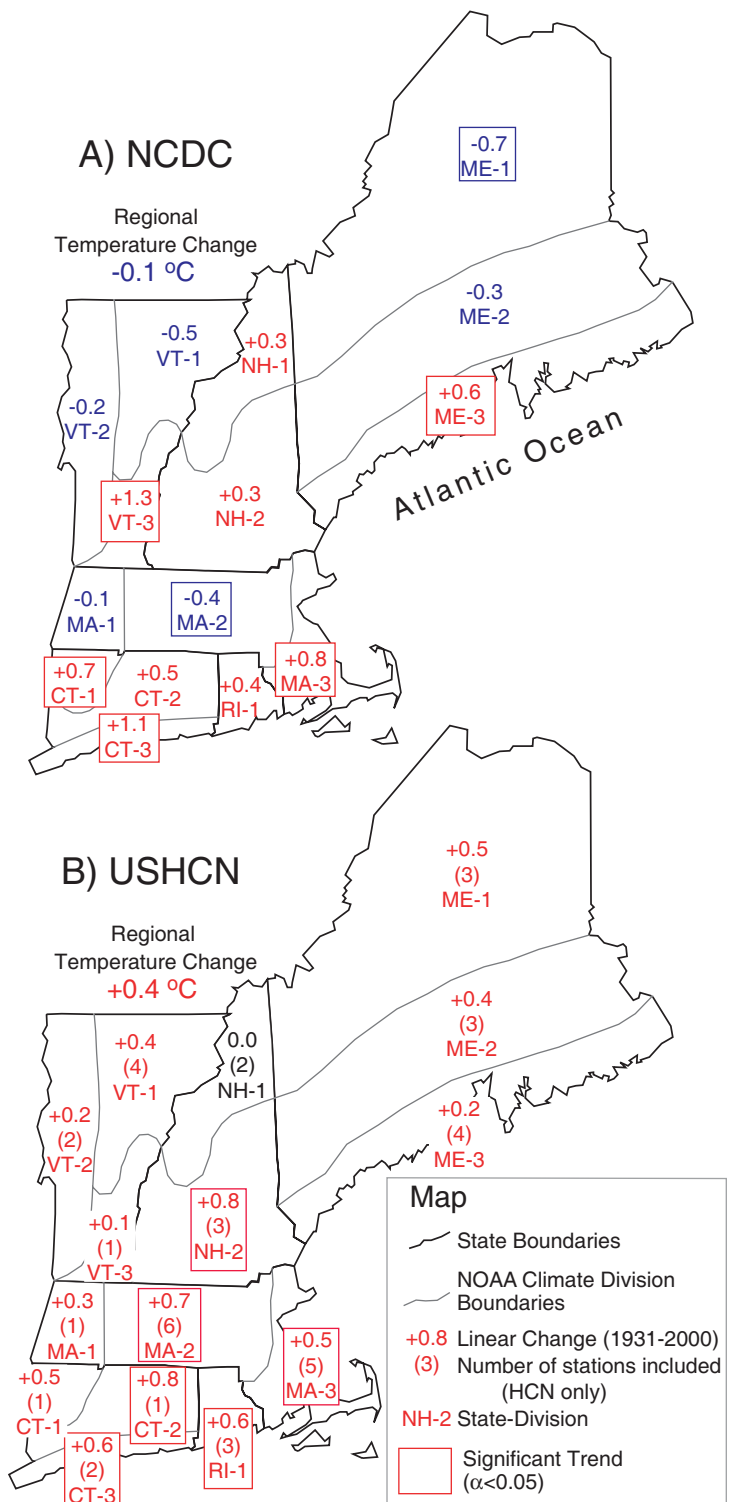 A) NCDC
Regional
Temperature Change
-0.1 ºC
-0.7
ME-1
-0.3
ME-2
-0.5
VT-1
+0.3
NH-1
-0.2
VT-2
+0.6
ME-3
Atlantic Ocean
+1.3
VT-3
+0.3
NH-2
-0.1
MA-1
-0.4
MA-2
+0.7
CT-1
+0.5
CT-2
+0.4
RI-1
+0.8
MA-3
+1.1
CT-3
B) USHCN
Regional
Temperature Change
+0.4 ºC
+0.5
(3)
ME-1
+0.4
(3)
ME-2
+0.4
(4)
VT-1
0.0
(2)
NH-1
+0.2
(2)
VT-2
+0.2
(4)
ME-3
+0.1
(1)
VT-3
+0.8
(3)
NH-2
+0.3
(1)
MA-1
+0.7
(6)
MA-2
+0.5
(5)
MA-3
+0.5
(1)
CT-1
+0.8
(1)
CT-2
+0.6
(2)
CT-3
+0.6
(3)
RI-1
Map
State Boundaries
NOAA Climate Division
Boundaries
+0.8 Linear Change (1931-2000)
(3) Number of stations included
(HCN only)
NH-2 State-Division
Significant Trend
(α<0.05)